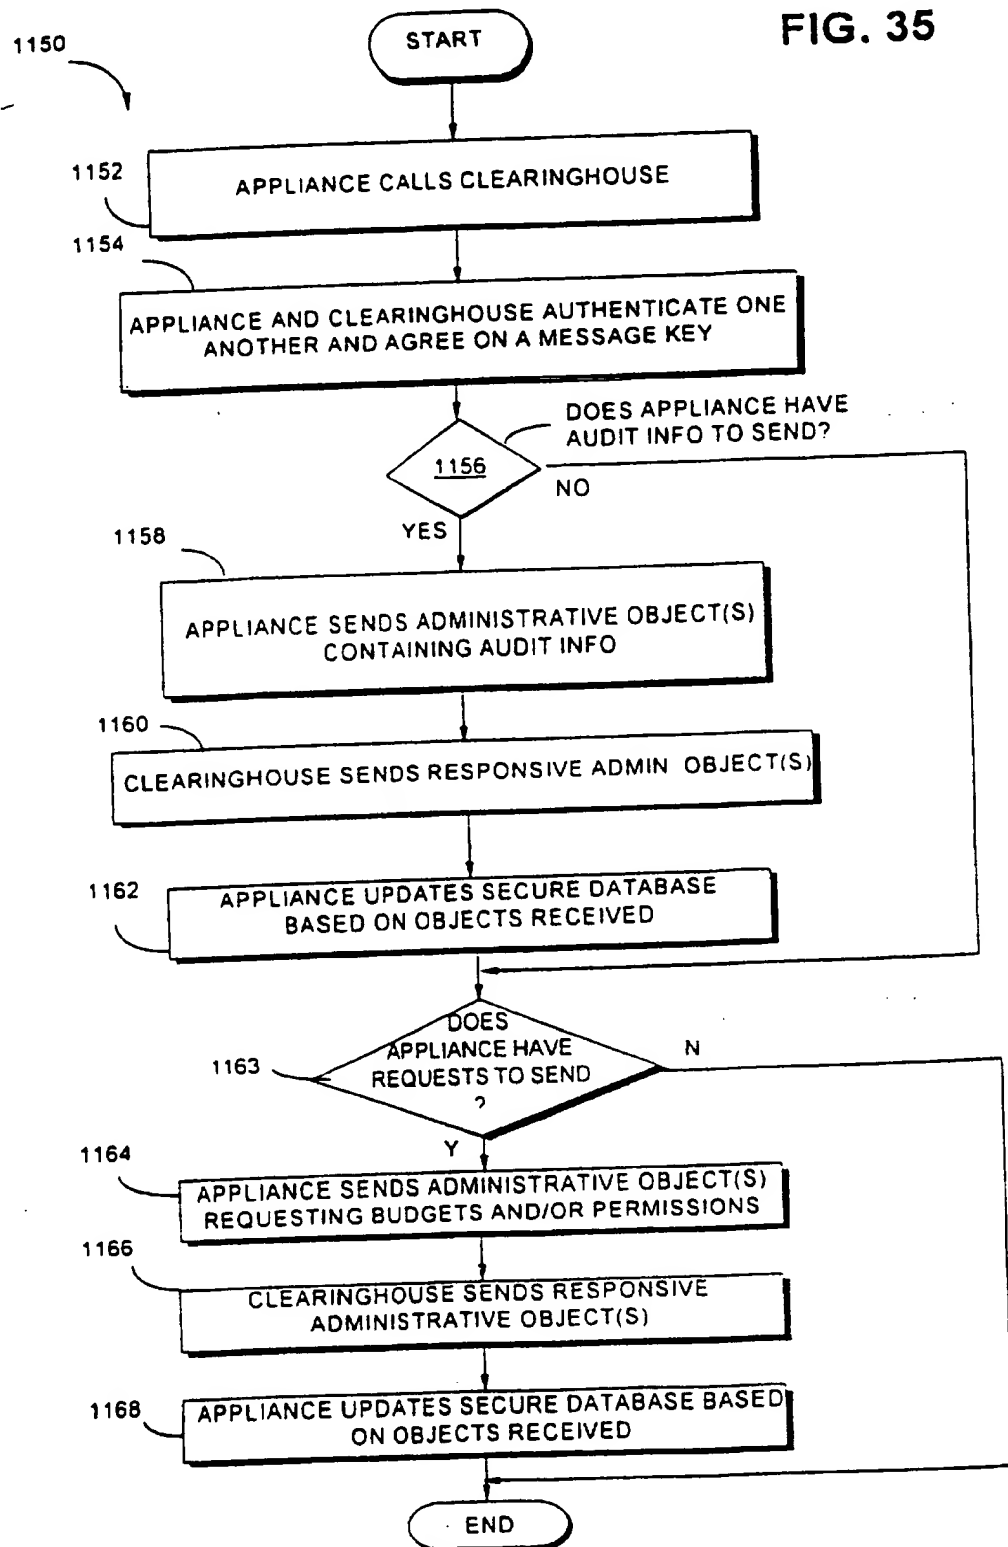 FIG. 35
1150
START
1152
APPLIANCE CALLS CLEARINGHOUSE
1154
APPLIANCE AND CLEARINGHOUSE AUTHENTICATE ONE
ANOTHER AND AGREE ON A MESSAGE KEY
DOES APPLIANCE HAVE
AUDIT INFO TO SEND?
1156
NO
YES
1158
APPLIANCE SENDS ADMINISTRATIVE OBJECT(S)
CONTAINING AUDIT INFO
1160
CLEARINGHOUSE SENDS RESPONSIVE ADMIN OBJECT(S)
1162
APPLIANCE UPDATES SECURE DATABASE
BASED ON OBJECTS RECEIVED
DOES
APPLIANCE HAVE
REQUESTS TO SEND
?
1163
N
Y
1164
APPLIANCE SENDS ADMINISTRATIVE OBJECT(S)
REQUESTING BUDGETS AND/OR PERMISSIONS
1166
CLEARINGHOUSE SENDS RESPONSIVE
ADMINISTRATIVE OBJECT(S)
1168
APPLIANCE UPDATES SECURE DATABASE BASED
ON OBJECTS RECEIVED
END